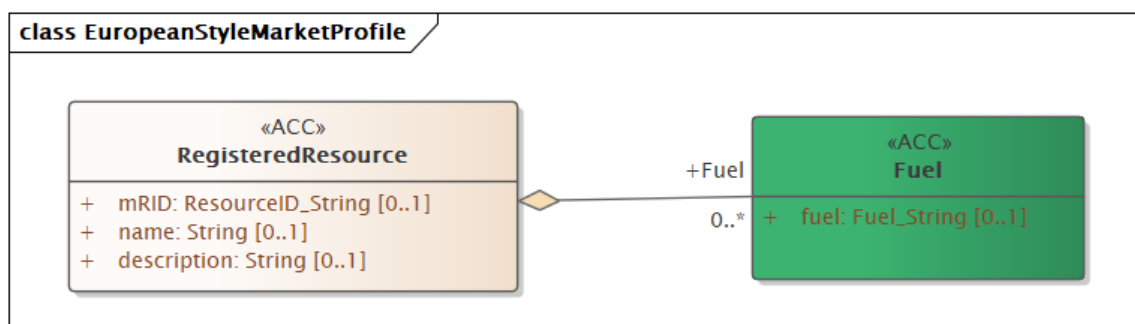 class EuropeanStyleMarketProfile
«ACC»
RegisteredResource
+ mRID: ResourceID_String [0..1]
+ name: String [0..1]
+ description: String [0..1]
+Fuel
0..*
«ACC»
Fuel
+ fuel: Fuel_String [0..1]